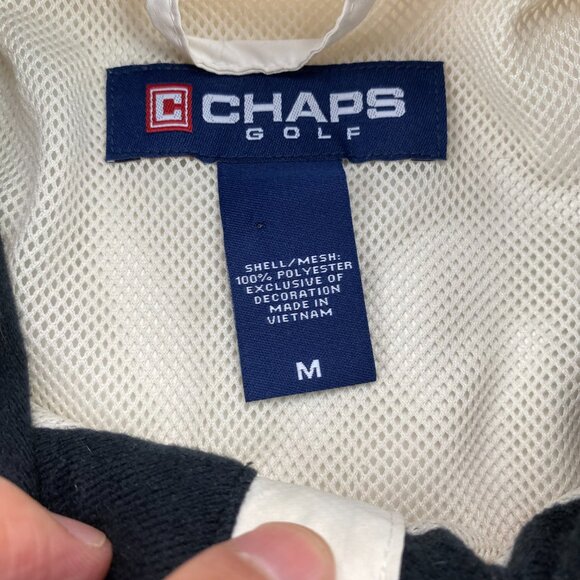 C CHAPS
GOLF
SHELL/MESH:
100% POLYESTER
EXCLUSIVE OF
DECORATION
MADE IN
VIETNAM
M